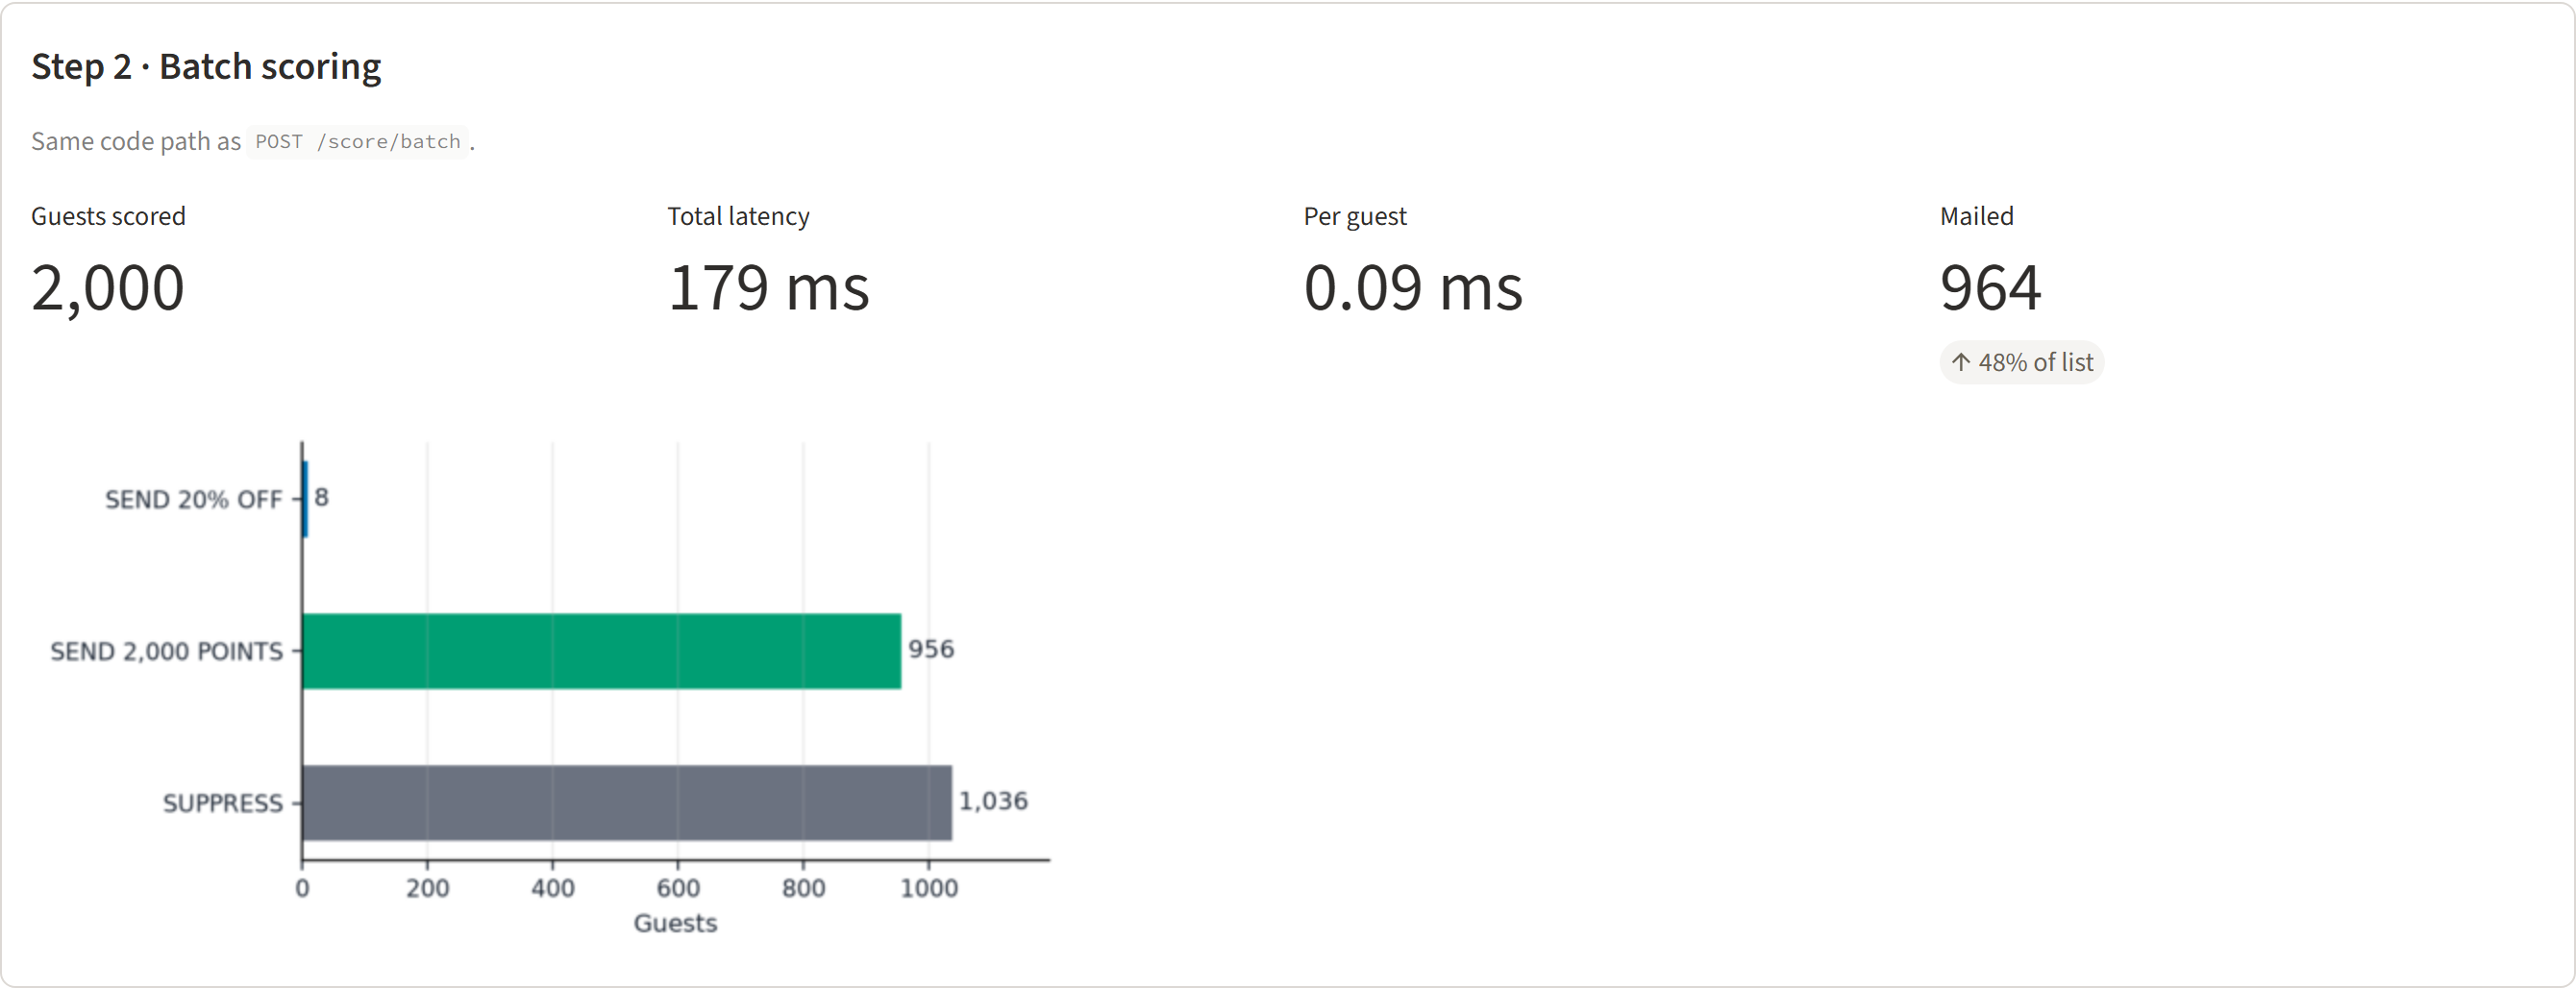 Step 2 · Batch scoring
Same code path as POST /score/batch.
Guests scored
2,000
Total latency
179 ms
Per guest
0.09 ms
Mailed
964
↑ 48% of list
SEND 20% OFF 8
SEND 2,000 POINTS 956
SUPPRESS 1,036
0 200 400 600 800 1000
Guests